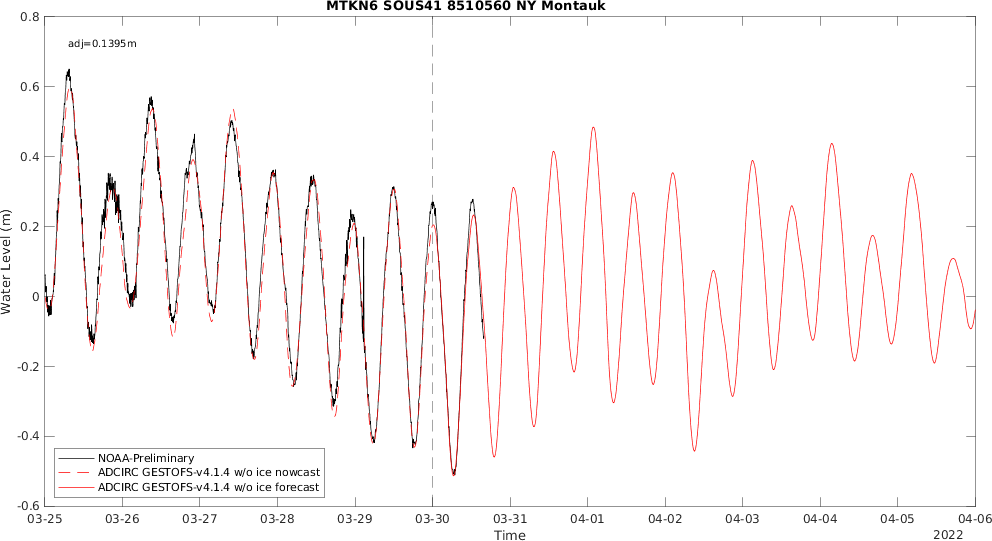 MTKN6 SOUS41 8510560 NY Montauk
adj=0.1395m
0.8
0.6
0.4
0.2
0
-0.2
-0.4
-0.6
Water Level (m)
NOAA-Preliminary
ADCIRC GESTOFS-v4.1.4 w/o ice nowcast
ADCIRC GESTOFS-v4.1.4 w/o ice forecast
03-25 03-26 03-27 03-28 03-29 03-30 03-31 04-01 04-02 04-03 04-04 04-05 04-06
Time
2022